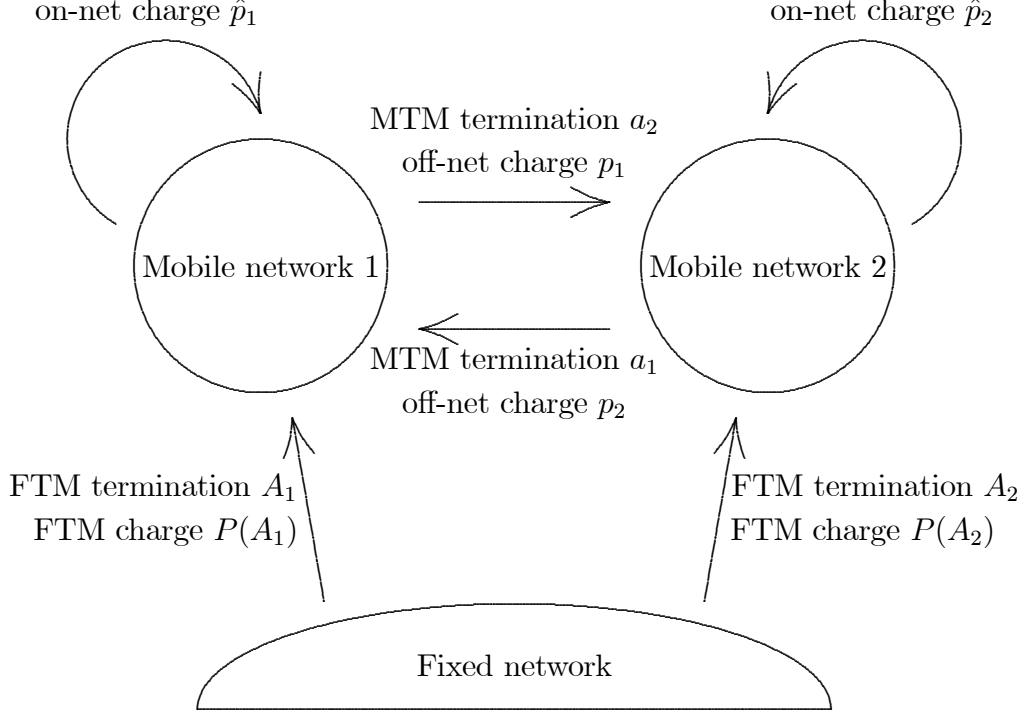 on-net charge p̂₁
on-net charge p̂₂
MTM termination a₂
off-net charge p₁
Mobile network 1
Mobile network 2
MTM termination a₁
off-net charge p₂
FTM termination A₁
FTM charge P(A₁)
FTM termination A₂
FTM charge P(A₂)
Fixed network